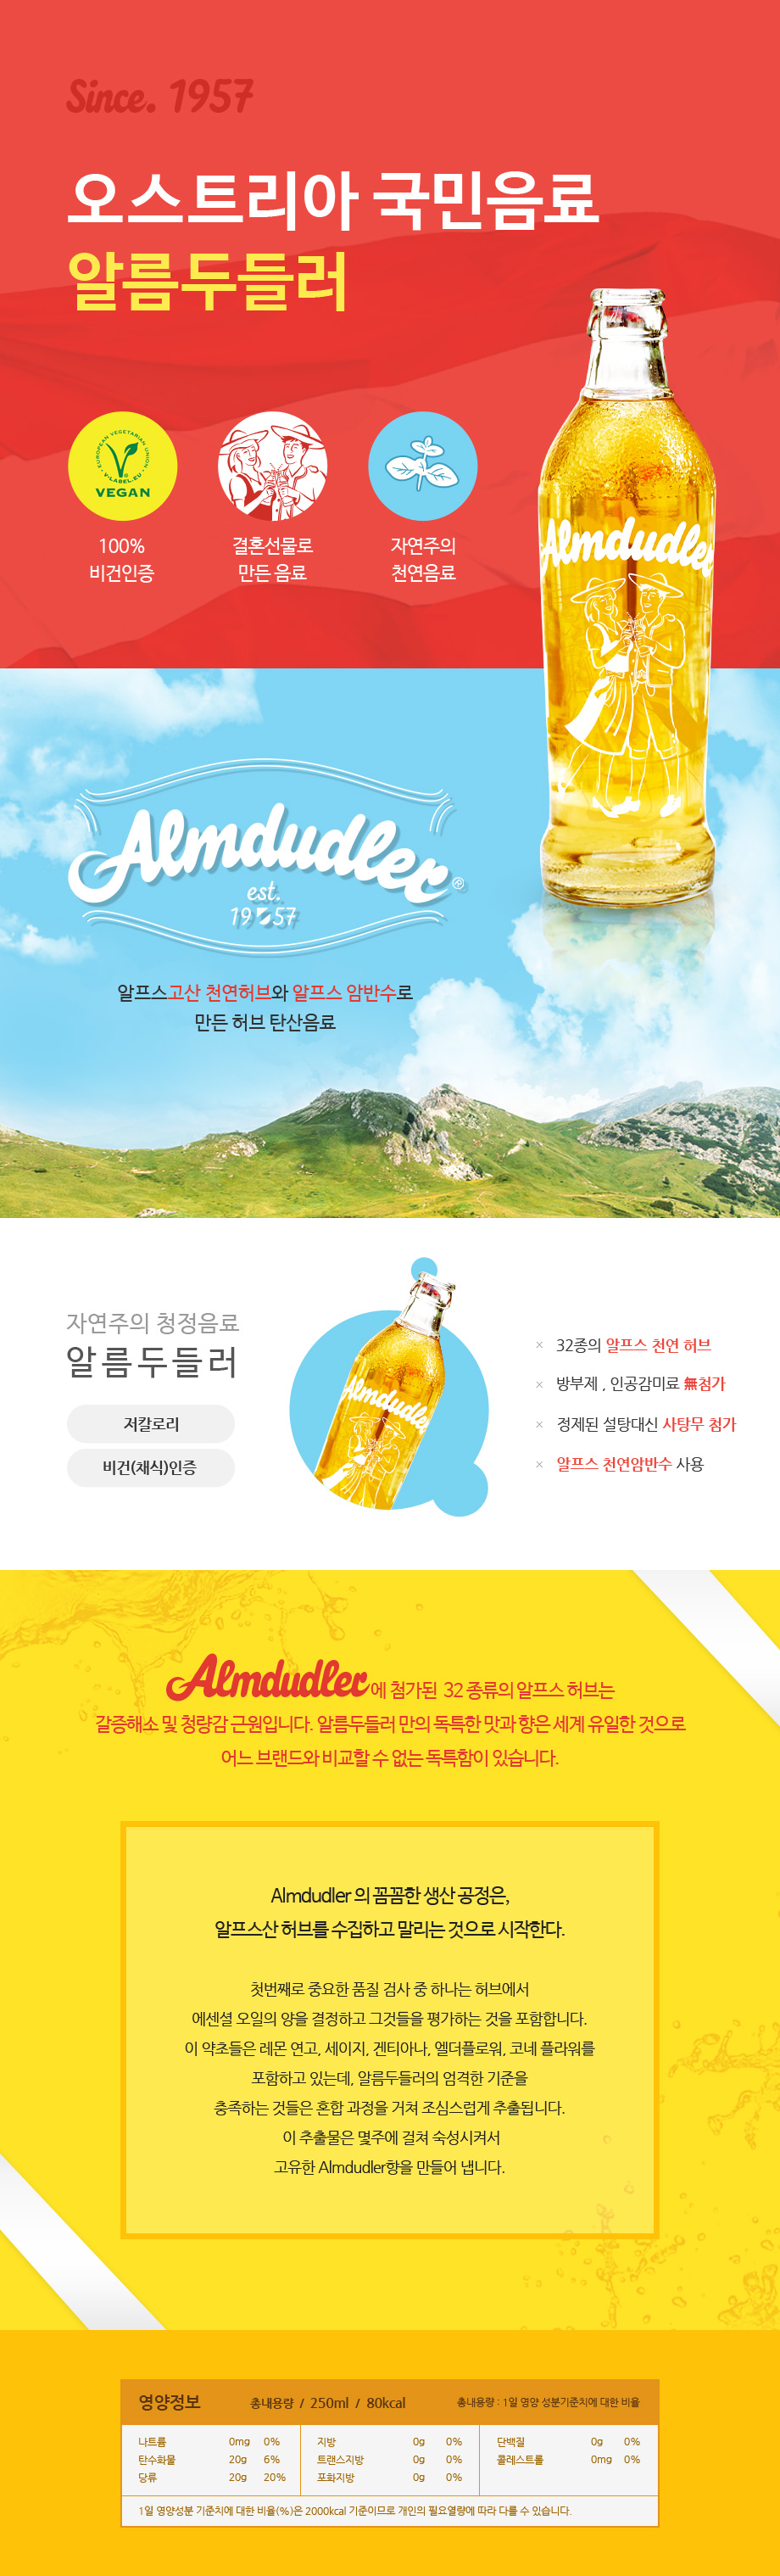 Since. 1957
오스트리아 국민음료
알름두들러
EUROPEAN VEGETARIAN UNION
V-LABEL.EU
VEGAN
100%
비건인증
결혼선물로
만든 음료
자연주의
천연음료
Almdudler
Almdudler
est.
1957
알프스고산 천연허브와 알프스 암반수로
만든 허브 탄산음료
자연주의 청정음료
알름두들러
저칼로리
비건(채식)인증
Almdudler
× 32종의 알프스 천연 허브
× 방부제 , 인공감미료 無첨가
× 정제된 설탕대신 사탕무 첨가
× 알프스 천연암반수 사용
Almdudler에 첨가된 32 종류의 알프스 허브는
갈증해소 및 청량감 근원입니다. 알름두들러 만의 독특한 맛과 향은 세계 유일한 것으로
어느 브랜드와 비교할 수 없는 독특함이 있습니다.
Almdudler 의 꼼꼼한 생산 공정은,
알프스산 허브를 수집하고 말리는 것으로 시작한다.
첫번째로 중요한 품질 검사 중 하나는 허브에서
에센셜 오일의 양을 결정하고 그것들을 평가하는 것을 포함합니다.
이 약초들은 레몬 연고, 세이지, 겐티아나, 엘더플로워, 코네 플라워를
포함하고 있는데, 알름두들러의 엄격한 기준을
충족하는 것들은 혼합 과정을 거쳐 조심스럽게 추출됩니다.
이 추출물은 몇주에 걸쳐 숙성시켜서
고유한 Almdudler향을 만들어 냅니다.
영양정보 총내용량 / 250ml / 80kcal 총내용량 : 1일 영양 성분기준치에 대한 비율
나트륨 0mg 0% 지방 0g 0% 단백질 0g 0%
탄수화물 20g 6% 트랜스지방 0g 0% 콜레스트롤 0mg 0%
당류 20g 20% 포화지방 0g 0%
1일 영양성분 기준치에 대한 비율(%)은 2000kcal 기준이므로 개인의 필요열량에 따라 다를 수 있습니다.